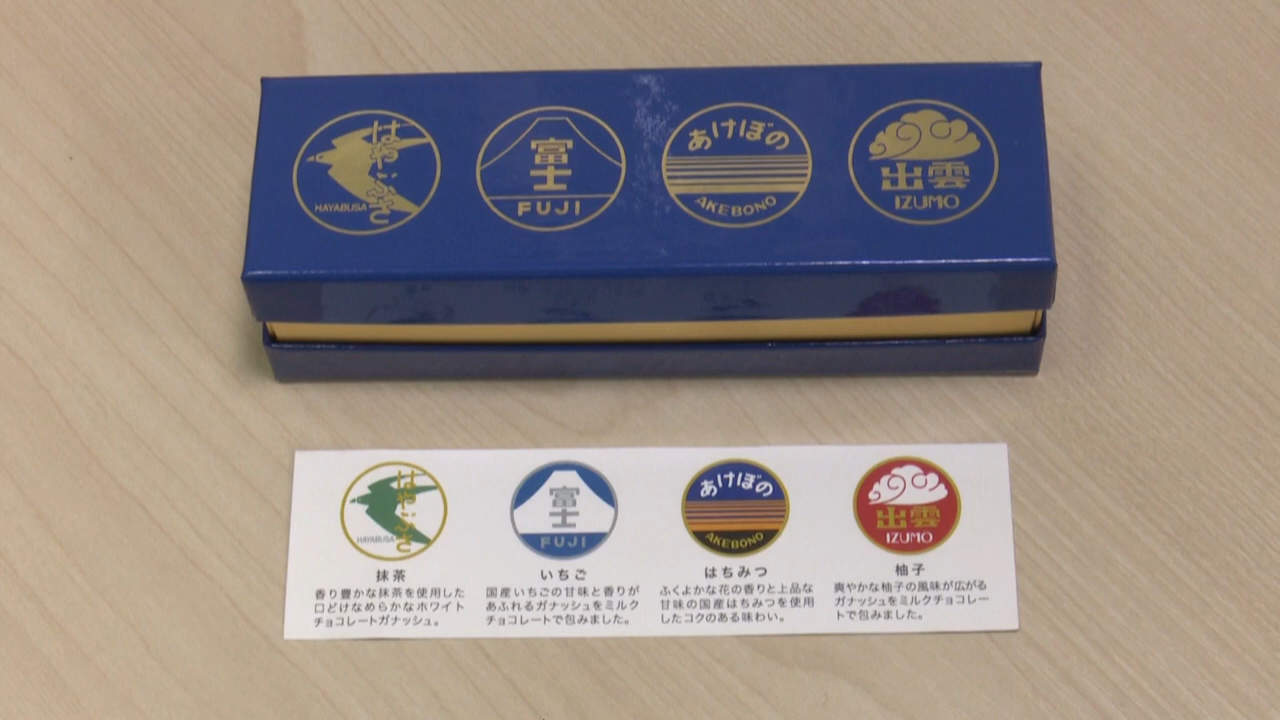 はやぶさ
HAYABUSA
富士
FUJI
あけぼの
AKEBONO
出雲
IZUMO
はやぶさ
HAYABUSA
抹茶
香り豊かな抹茶を使用した
口どけなめらかなホワイト
チョコレートガナッシュ。
富士
FUJI
いちご
国産いちごの甘味と香りが
あふれるガナッシュをミルク
チョコレートで包みました。
あけぼの
AKEBONO
はちみつ
ふくよかな花の香りと上品な
甘味の国産はちみつを使用
したコクのある味わい。
出雲
IZUMO
柚子
爽やかな柚子の風味が広がる
ガナッシュをミルクチョコレー
トで包みました。